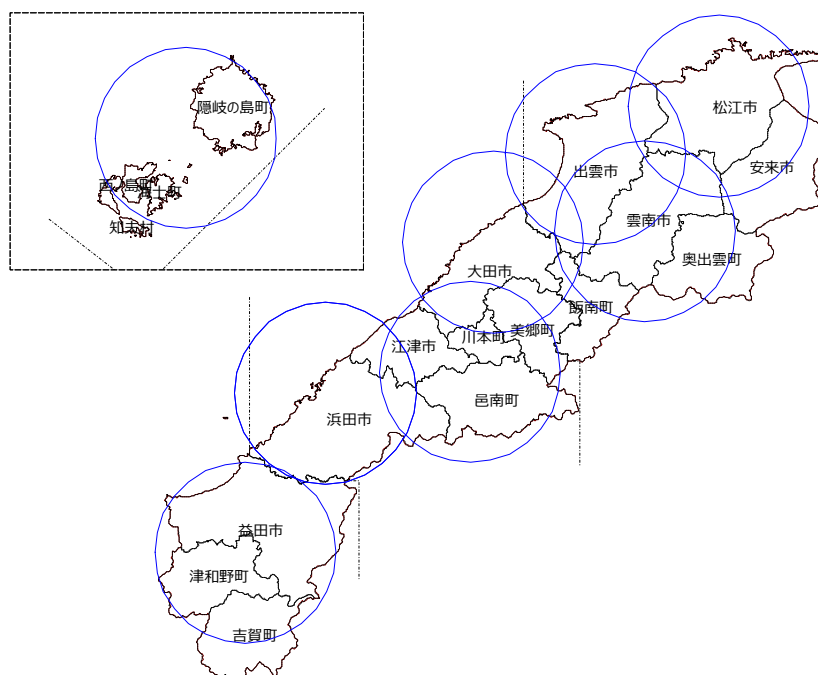 隠岐の島町
西ノ島町
海士町
知夫村
松江市
安来市
出雲市
雲南市
奥出雲町
大田市
飯南町
美郷町
川本町
江津市
邑南町
浜田市
益田市
津和野町
吉賀町